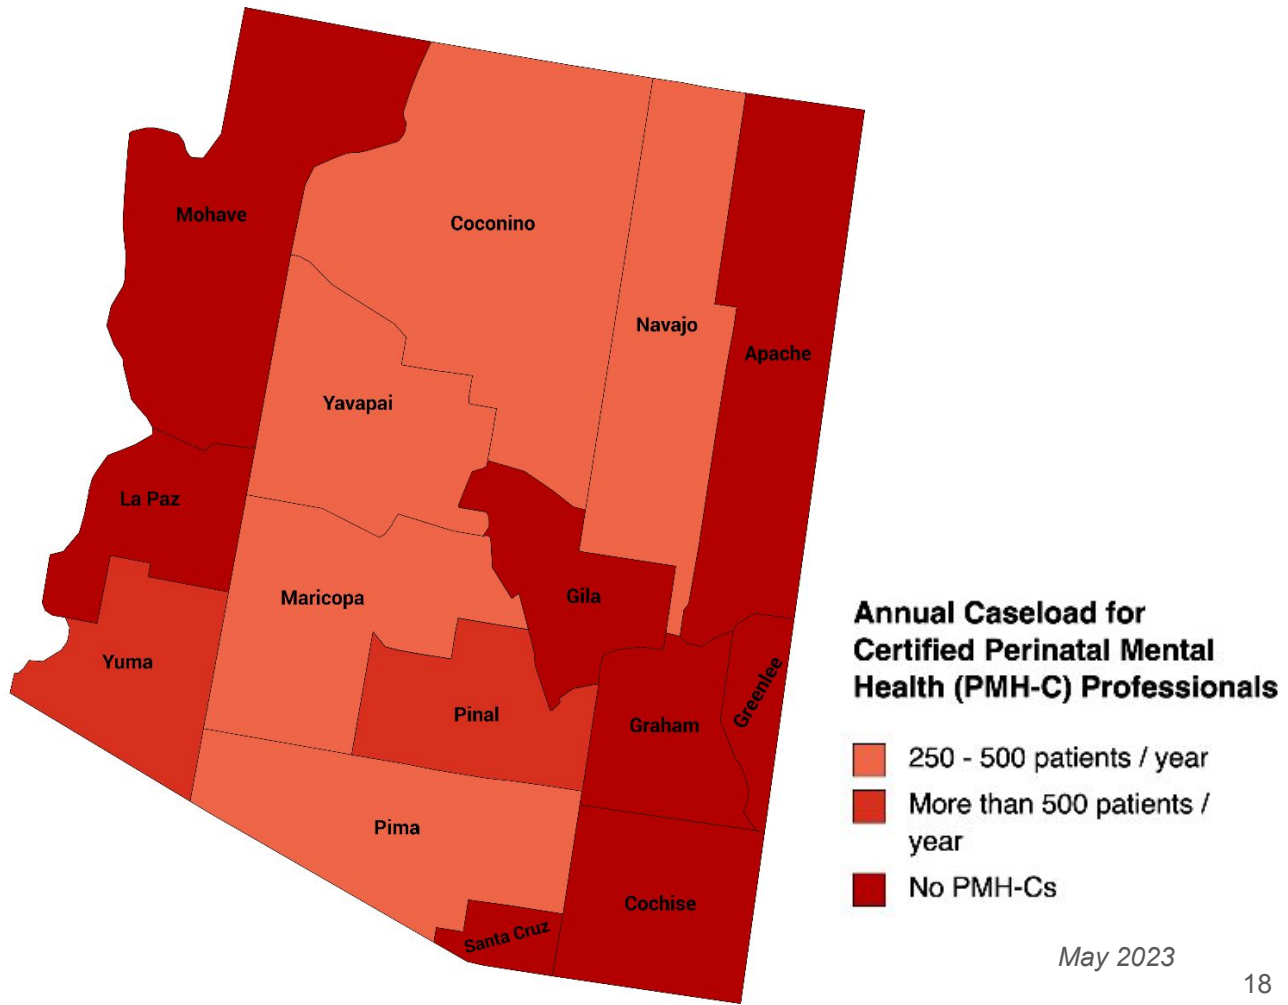 Mohave
Coconino
Navajo
Apache
Yavapai
La Paz
Maricopa
Gila
Yuma
Pinal
Graham
Greenlee
Pima
Cochise
Santa Cruz
Annual Caseload for
Certified Perinatal Mental
Health (PMH-C) Professionals
250 - 500 patients / year
More than 500 patients /
year
No PMH-Cs
May 2023
18